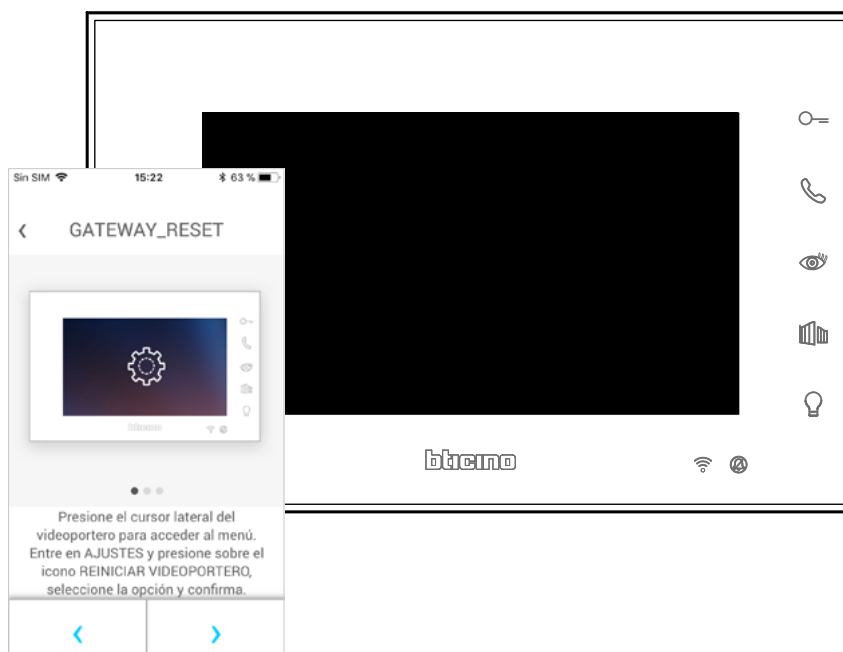 Sin SIM 15:22 63 %
GATEWAY_RESET
bticino
Presione el cursor lateral del
videoportero para acceder al menú.
Entre en AJUSTES y presione sobre el
icono REINICIAR VIDEOPORTERO,
seleccione la opción y confirma.
bticino